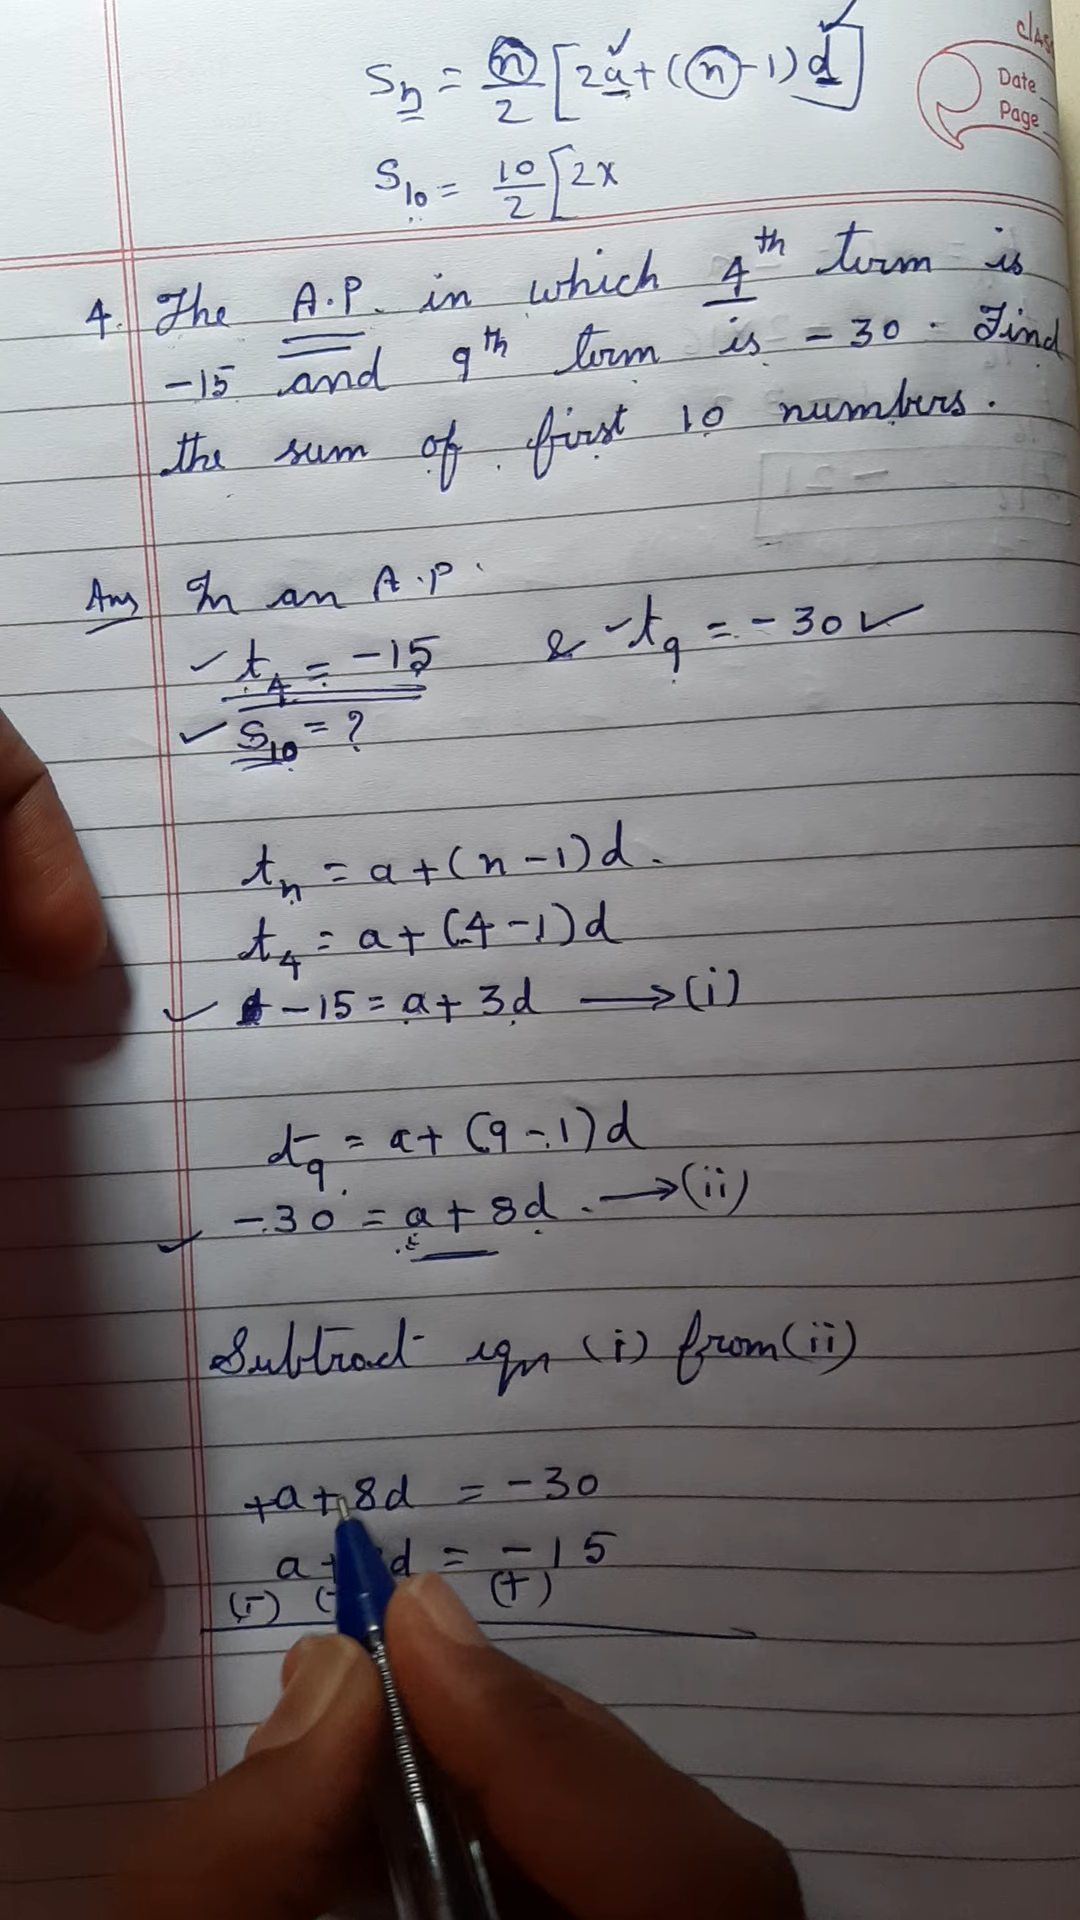 Sn = n/2 [2a+(n-1)d]
Date
Page
S10 = 10/2 [2x
4. The A.P. in which 4th term is
-15 and 9th term is -30. Find
the sum of first 10 numbers.
Ans In an A.P.
t4 = -15 & t9 = -30
S10 = ?
tn = a+(n-1)d.
t4 = a+(4-1)d
-15 = a+3d → (i)
t9 = a+(9-1)d
-30 = a+8d. → (ii)
Subtract eqn (i) from (ii)
+a+8d = -30
a+ d = -15
(-) (+)